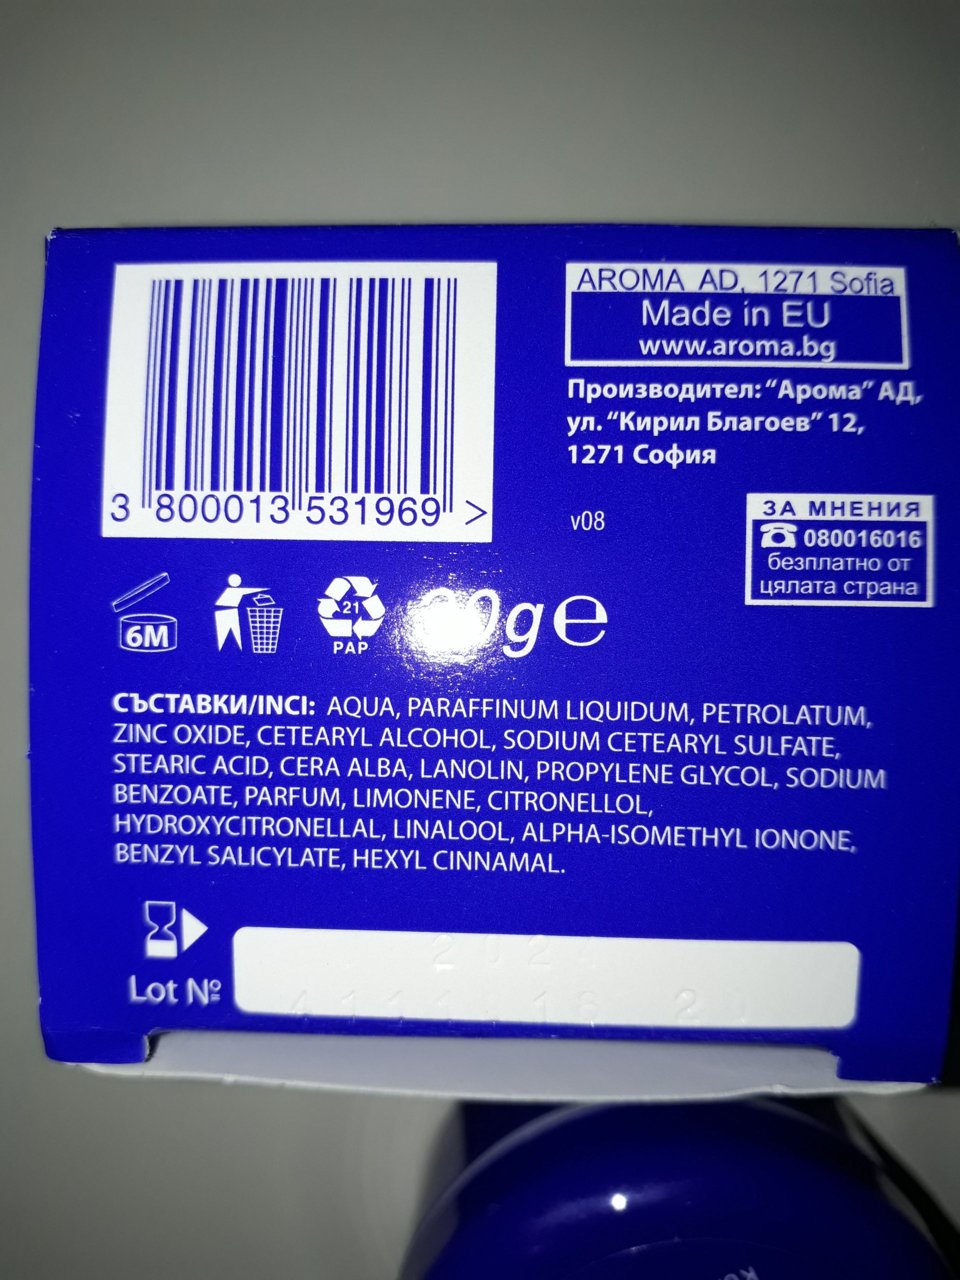 AROMA AD, 1271 Sofia
Made in EU
www.aroma.bg
Производител: "Арома" АД,
ул. "Кирил Благоев" 12,
1271 София
3 800013 531969 >
v08
ЗА МНЕНИЯ
080016016
безплатно от
цялата страна
6M
21
PAP
СЪСТАВКИ/INCI: AQUA, PARAFFINUM LIQUIDUM, PETROLATUM,
ZINC OXIDE, CETEARYL ALCOHOL, SODIUM CETEARYL SULFATE,
STEARIC ACID, CERA ALBA, LANOLIN, PROPYLENE GLYCOL, SODIUM
BENZOATE, PARFUM, LIMONENE, CITRONELLOL,
HYDROXYCITRONELLAL, LINALOOL, ALPHA-ISOMETHYL IONONE,
BENZYL SALICYLATE, HEXYL CINNAMAL.
Lot №